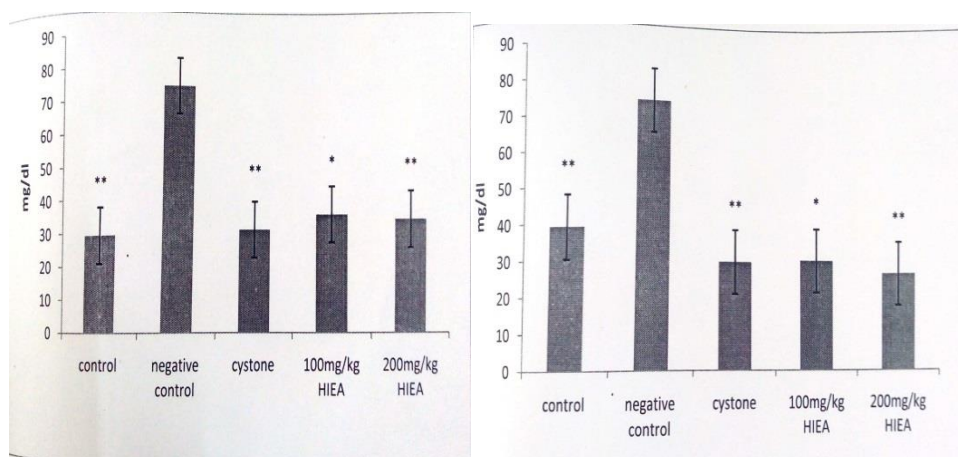 90
80
70
60
50
40
30
20
10
0
mg/dl
**
**
*
**
control
negative
control
cystone
100mg/kg
HIEA
200mg/kg
HIEA
90
80
70
60
50
40
30
20
10
0
mg/dl
**
**
*
**
control
negative
control
cystone
100mg/kg
HIEA
200mg/kg
HIEA